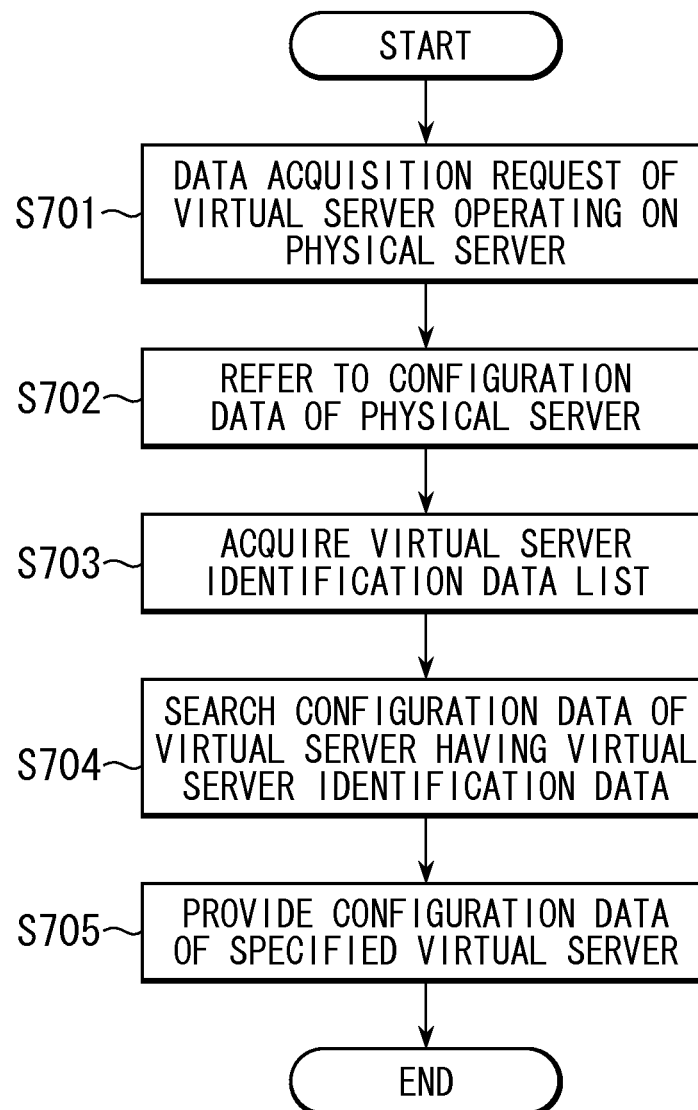 START
S701
DATA ACQUISITION REQUEST OF
VIRTUAL SERVER OPERATING ON
PHYSICAL SERVER
S702
REFER TO CONFIGURATION
DATA OF PHYSICAL SERVER
S703
ACQUIRE VIRTUAL SERVER
IDENTIFICATION DATA LIST
S704
SEARCH CONFIGURATION DATA OF
VIRTUAL SERVER HAVING VIRTUAL
SERVER IDENTIFICATION DATA
S705
PROVIDE CONFIGURATION DATA
OF SPECIFIED VIRTUAL SERVER
END